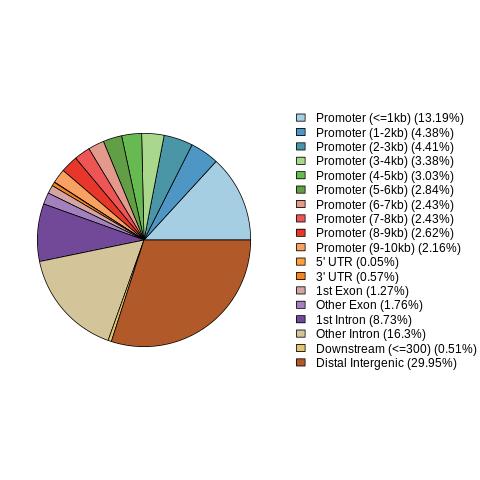 Promoter (<=1kb) (13.19%)
Promoter (1-2kb) (4.38%)
Promoter (2-3kb) (4.41%)
Promoter (3-4kb) (3.38%)
Promoter (4-5kb) (3.03%)
Promoter (5-6kb) (2.84%)
Promoter (6-7kb) (2.43%)
Promoter (7-8kb) (2.43%)
Promoter (8-9kb) (2.62%)
Promoter (9-10kb) (2.16%)
5' UTR (0.05%)
3' UTR (0.57%)
1st Exon (1.27%)
Other Exon (1.76%)
1st Intron (8.73%)
Other Intron (16.3%)
Downstream (<=300) (0.51%)
Distal Intergenic (29.95%)